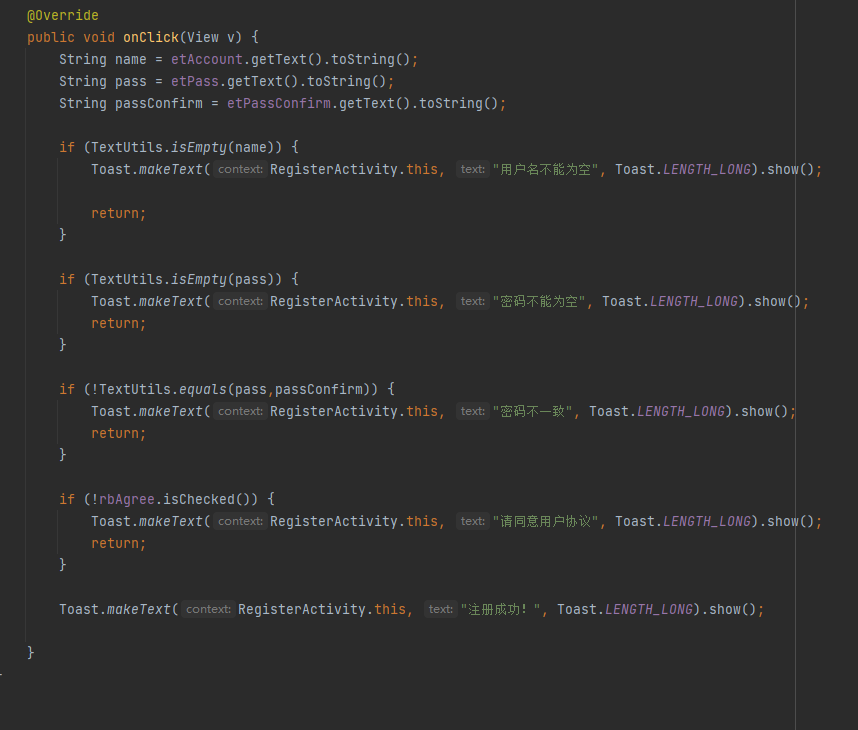 @Override
public void onClick(View v) {
String name = etAccount.getText().toString();
String pass = etPass.getText().toString();
String passConfirm = etPassConfirm.getText().toString();
if (TextUtils.isEmpty(name)) {
Toast.makeText( context: RegisterActivity.this, text: "用户名不能为空", Toast.LENGTH_LONG).show();
return;
}
if (TextUtils.isEmpty(pass)) {
Toast.makeText( context: RegisterActivity.this, text: "密码不能为空", Toast.LENGTH_LONG).show();
return;
}
if (!TextUtils.equals(pass,passConfirm)) {
Toast.makeText( context: RegisterActivity.this, text: "密码不一致", Toast.LENGTH_LONG).show();
return;
}
if (!rbAgree.isChecked()) {
Toast.makeText( context: RegisterActivity.this, text: "请同意用户协议", Toast.LENGTH_LONG).show();
return;
}
Toast.makeText( context: RegisterActivity.this, text: "注册成功！", Toast.LENGTH_LONG).show();
}